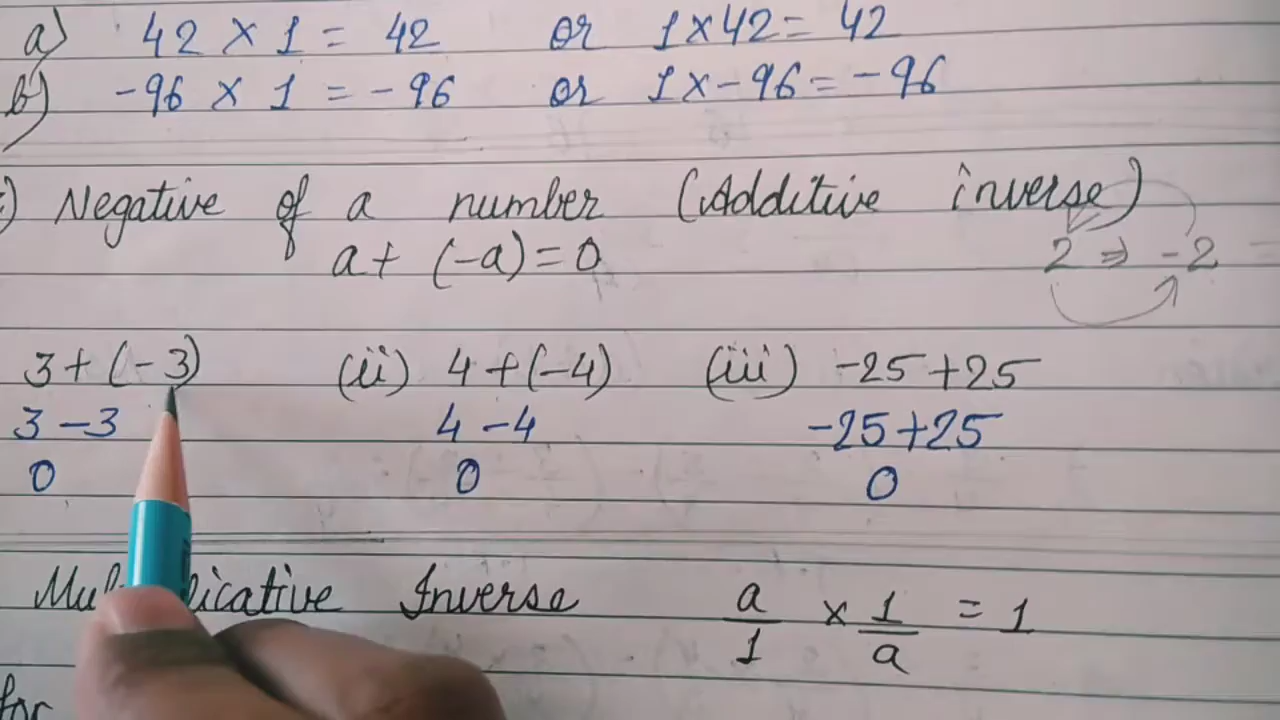 a) 42 × 1 = 42 or 1×42 = 42
b) -96 × 1 = -96 or 1×-96 = -96
) Negative of a number (Additive inverse)
a+ (-a) = 0 2 ⇒ -2
3+(-3) (ii) 4+(-4) (iii) -25+25
3-3 4-4 -25+25
0 0 0
Inverse a/1 × 1/a = 1
for